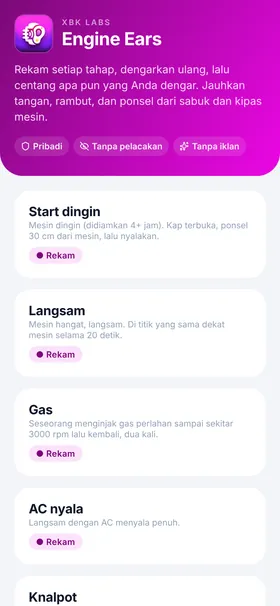 XBK LABS
Engine Ears
Rekam setiap tahap, dengarkan ulang, lalu
centang apa pun yang Anda dengar. Jauhkan
tangan, rambut, dan ponsel dari sabuk dan kipas
mesin.
Pribadi
Tanpa pelacakan
Tanpa iklan
Start dingin
Mesin dingin (didiamkan 4+ jam). Kap terbuka, ponsel
30 cm dari mesin, lalu nyalakan.
Rekam
Langsam
Mesin hangat, langsam. Di titik yang sama dekat
mesin selama 20 detik.
Rekam
Gas
Seseorang menginjak gas perlahan sampai sekitar
3000 rpm lalu kembali, dua kali.
Rekam
AC nyala
Langsam dengan AC menyala penuh.
Rekam
Knalpot